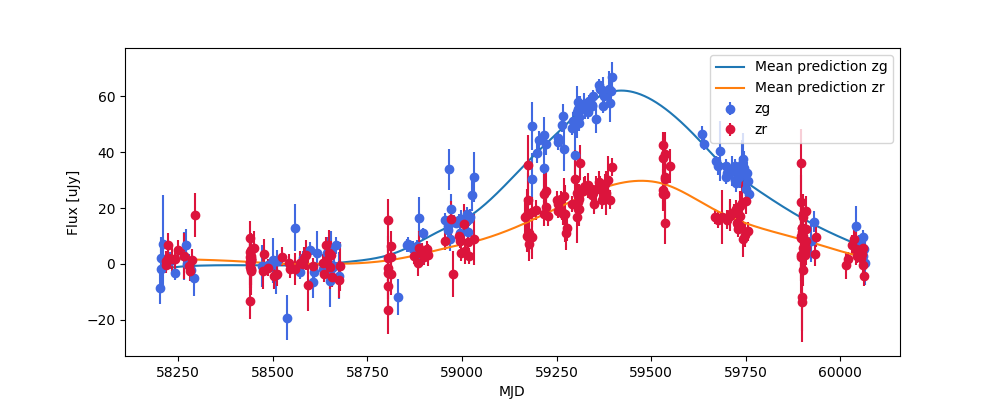 Flux [uJy]
60
40
20
0
−20
58250 58500 58750 59000 59250 59500 59750 60000
MJD
Mean prediction zg
Mean prediction zr
zg
zr